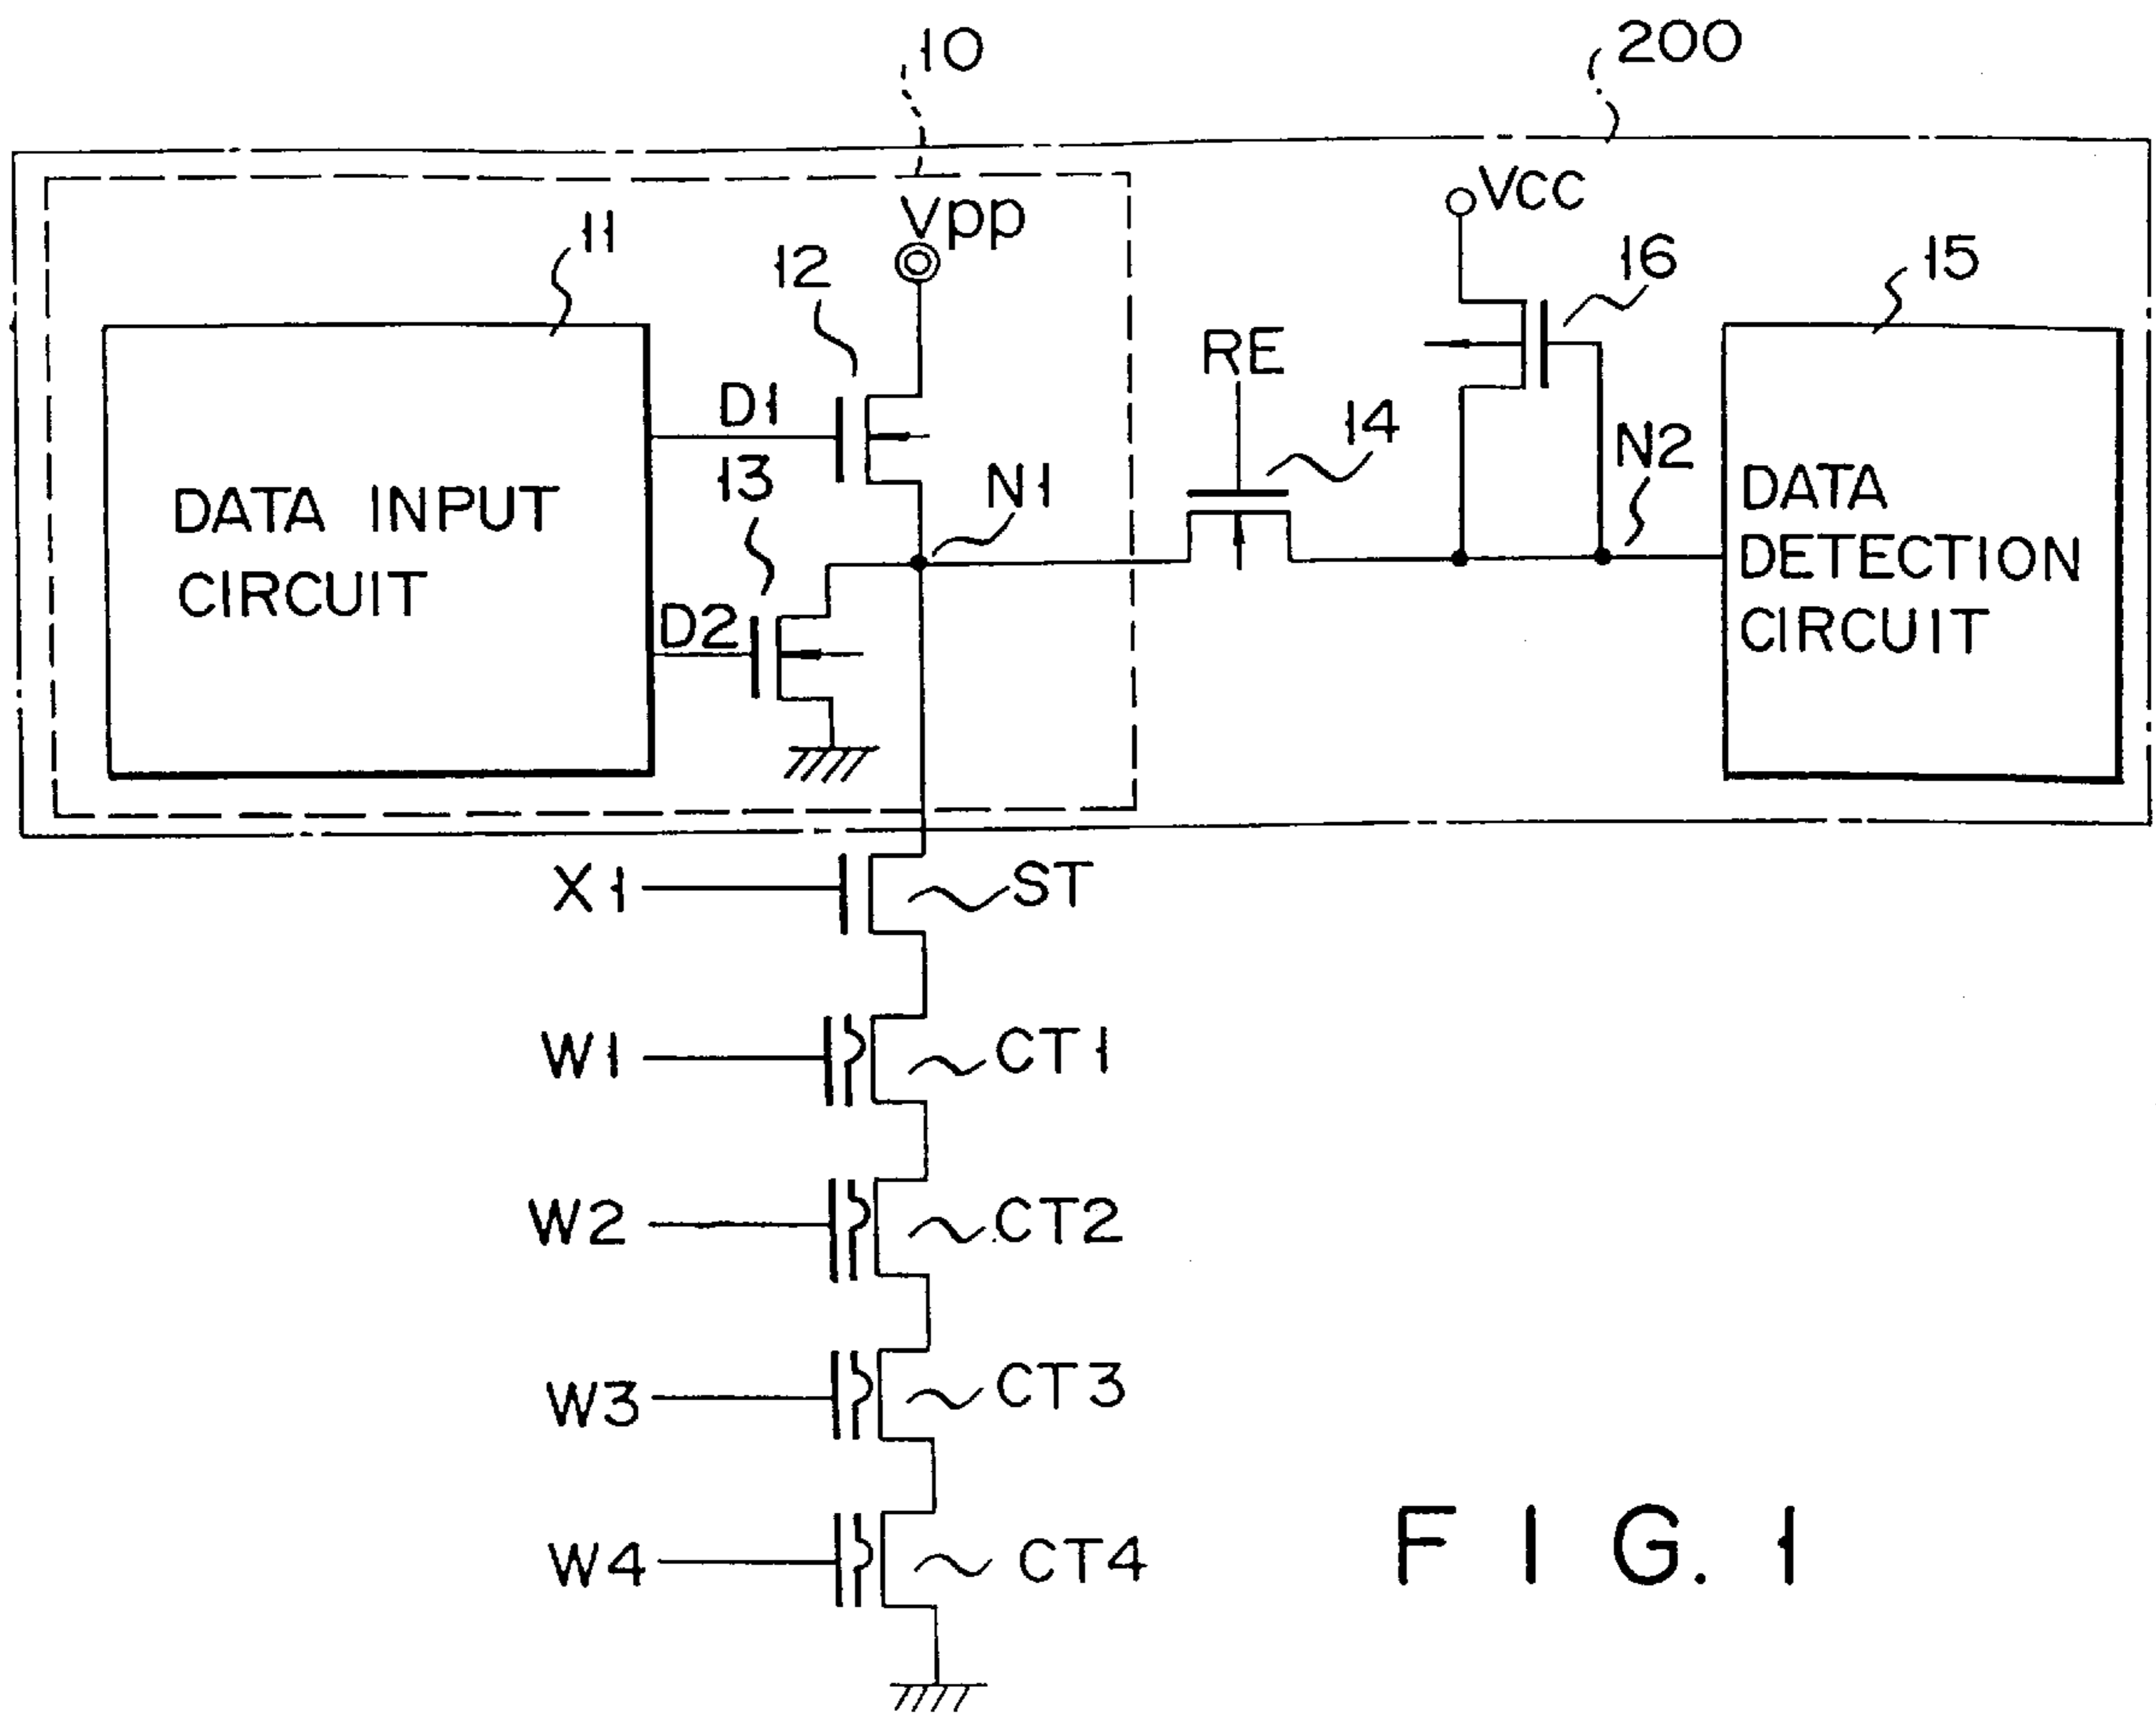 10
200
Vpp
VCC
11
12
16
15
RE
D1
14
13
N1
N2
DATA INPUT
CIRCUIT
DATA
DETECTION
CIRCUIT
D2
X1
ST
W1
CT1
W2
CT2
W3
CT3
W4
CT4
FIG. 1